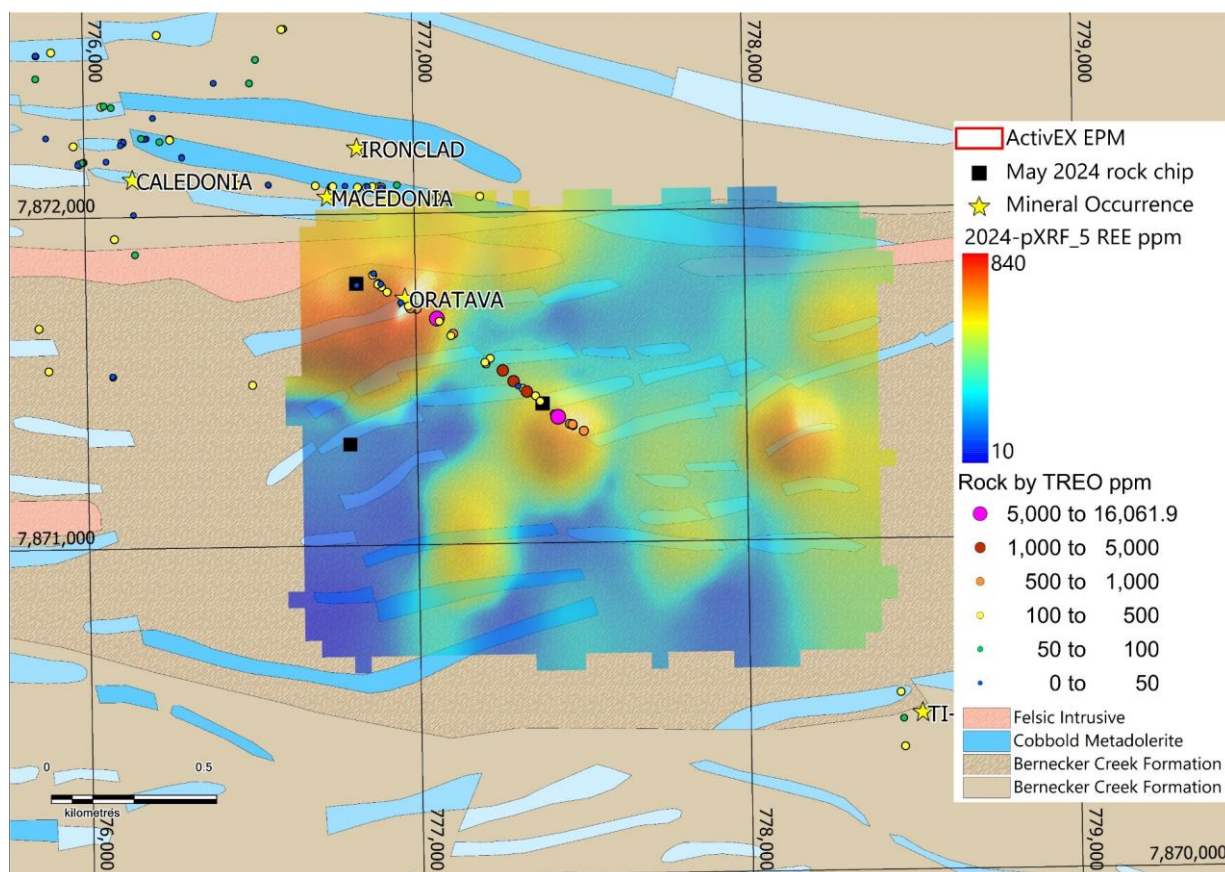 776,000
777,000
778,000
779,000
IRONCLAD
CALEDONIA
MACEDONIA
7,872,000
ORATAVA
7,871,000
TI-
0 0.5
kilometres
776,000
777,000
778,000
779,000
7,870,000
ActivEX EPM
May 2024 rock chip
Mineral Occurrence
2024-pXRF_5 REE ppm
840
10
Rock by TREO ppm
5,000 to 16,061.9
1,000 to 5,000
500 to 1,000
100 to 500
50 to 100
0 to 50
Felsic Intrusive
Cobbold Metadolerite
Bernecker Creek Formation
Bernecker Creek Formation